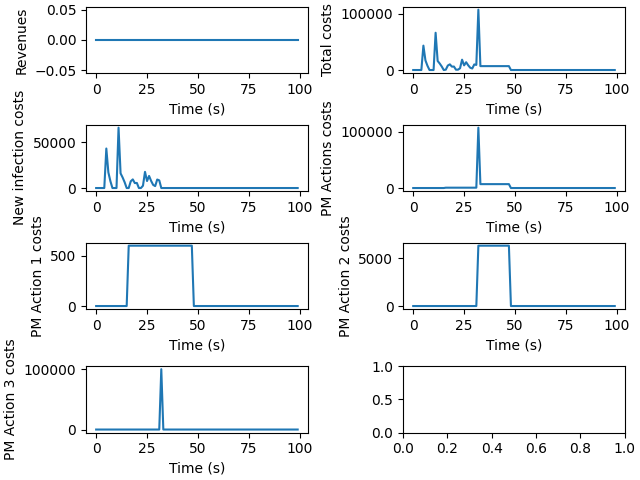 Revenues
0.05
0.00
−0.05
0 25 50 75 100
Time (s)
Total costs
100000
0
0 25 50 75 100
Time (s)
New infection costs
50000
0
0 25 50 75 100
Time (s)
PM Actions costs
100000
0
0 25 50 75 100
Time (s)
PM Action 1 costs
500
0
0 25 50 75 100
Time (s)
PM Action 2 costs
5000
0
0 25 50 75 100
Time (s)
PM Action 3 costs
100000
0
0 25 50 75 100
Time (s)
1.0
0.5
0.0
0.0 0.2 0.4 0.6 0.8 1.0